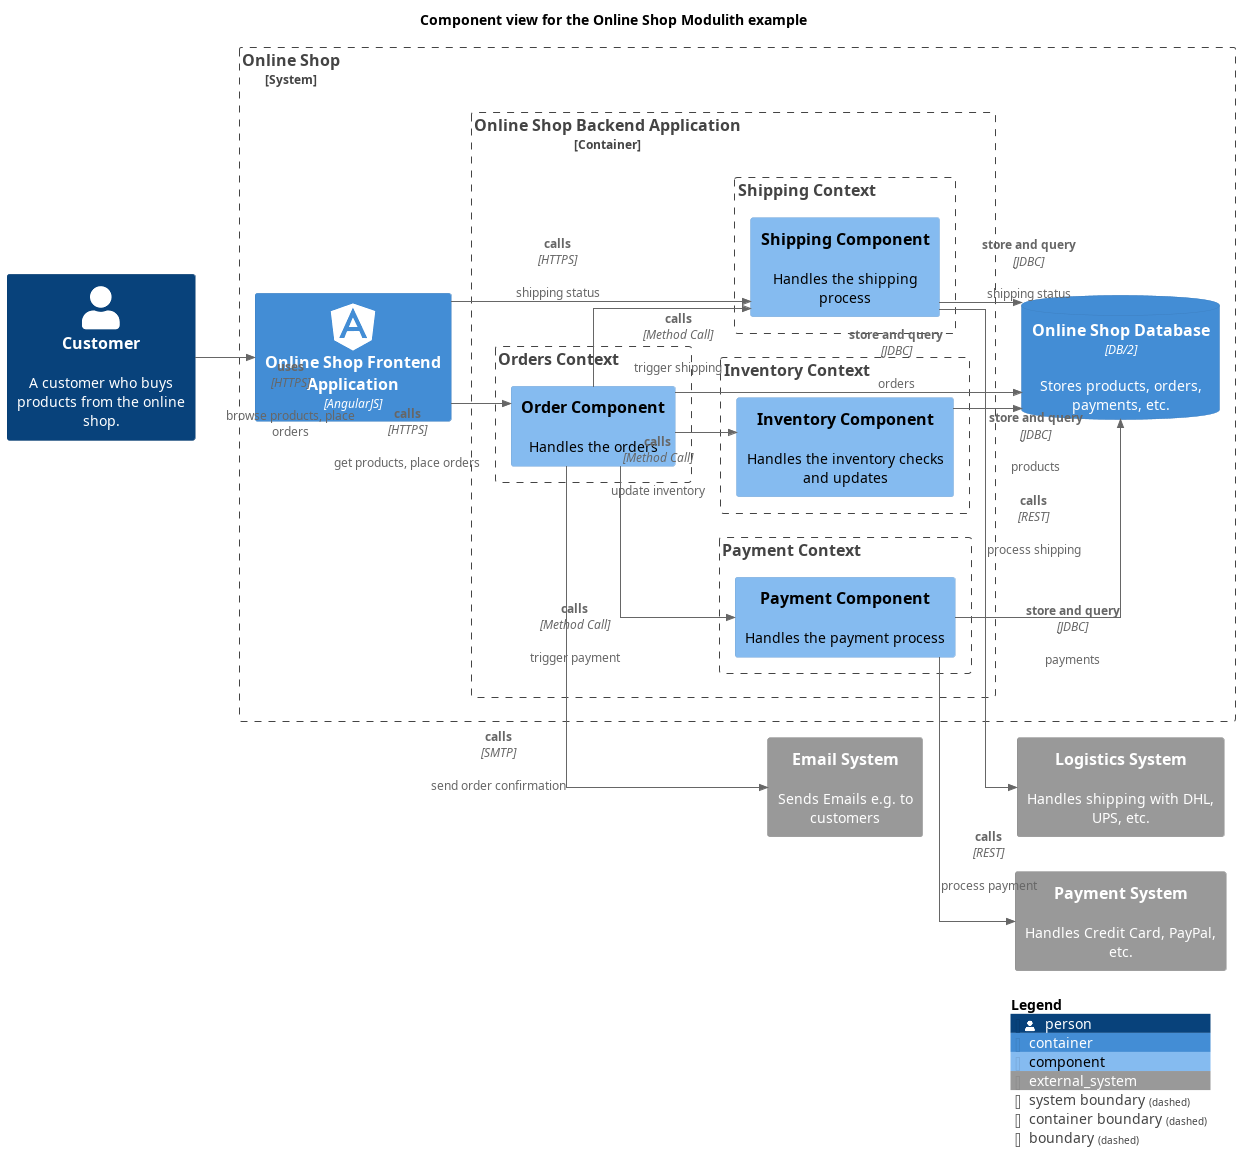 Component view for the Online Shop Modulith example
Online Shop
[System]
Online Shop Backend Application
[Container]
Shipping Context
Shipping Component
Handles the shipping
process
calls
[HTTPS]
shipping status
store and query
[JDBC]
shipping status
Customer
A customer who buys
products from the online
shop.
Online Shop Frontend
Application
[AngularJS]
uses
[HTTPS]
browse products, place
orders
calls
[HTTPS]
get products, place orders
calls
[Method Call]
trigger shipping
Orders Context
Order Component
Handles the orders
store and query
[JDBC]
orders
Inventory Context
Inventory Component
Handles the inventory checks
and updates
calls
[Method Call]
update inventory
Online Shop Database
[DB/2]
Stores products, orders,
payments, etc.
store and query
[JDBC]
products
calls
[REST]
process shipping
Payment Context
Payment Component
Handles the payment process
calls
[Method Call]
trigger payment
store and query
[JDBC]
payments
calls
[SMTP]
send order confirmation
Email System
Sends Emails e.g. to
customers
Logistics System
Handles shipping with DHL,
UPS, etc.
calls
[REST]
process payment
Payment System
Handles Credit Card, PayPal,
etc.
Legend
person
container
component
external_system
system boundary (dashed)
container boundary (dashed)
boundary (dashed)